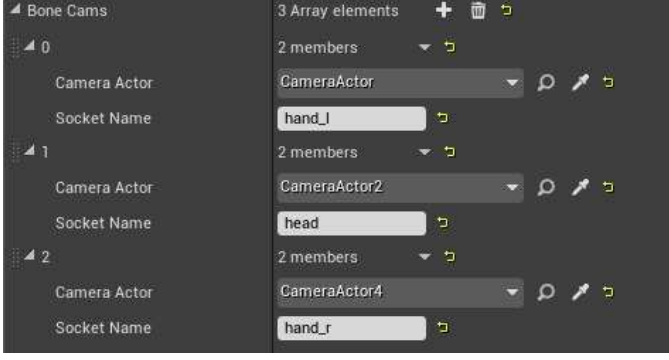 Bone Cams 3 Array elements
0 2 members
Camera Actor CameraActor
Socket Name hand_l
1 2 members
Camera Actor CameraActor2
Socket Name head
2 2 members
Camera Actor CameraActor4
Socket Name hand_r